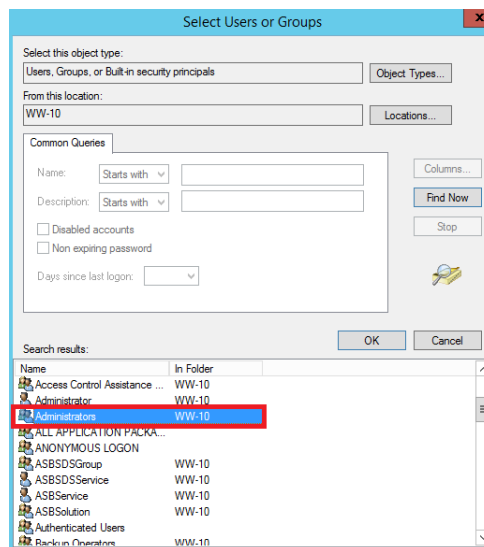 Select Users or Groups
x
Select this object type:
Users, Groups, or Built-in security principals
Object Types...
From this location:
WW-10
Locations...
Common Queries
Name:
Starts with
Columns...
Description:
Starts with
Find Now
Disabled accounts
Stop
Non expiring password
Days since last logon:
OK
Cancel
Search results:
Name In Folder
Access Control Assistance ... WW-10
Administrator WW-10
Administrators WW-10
ALL APPLICATION PACKA...
ANONYMOUS LOGON
ASBSDSGroup WW-10
ASBSDSService WW-10
ASBService WW-10
ASBSolution WW-10
Authenticated Users
Backup Operators WW-10